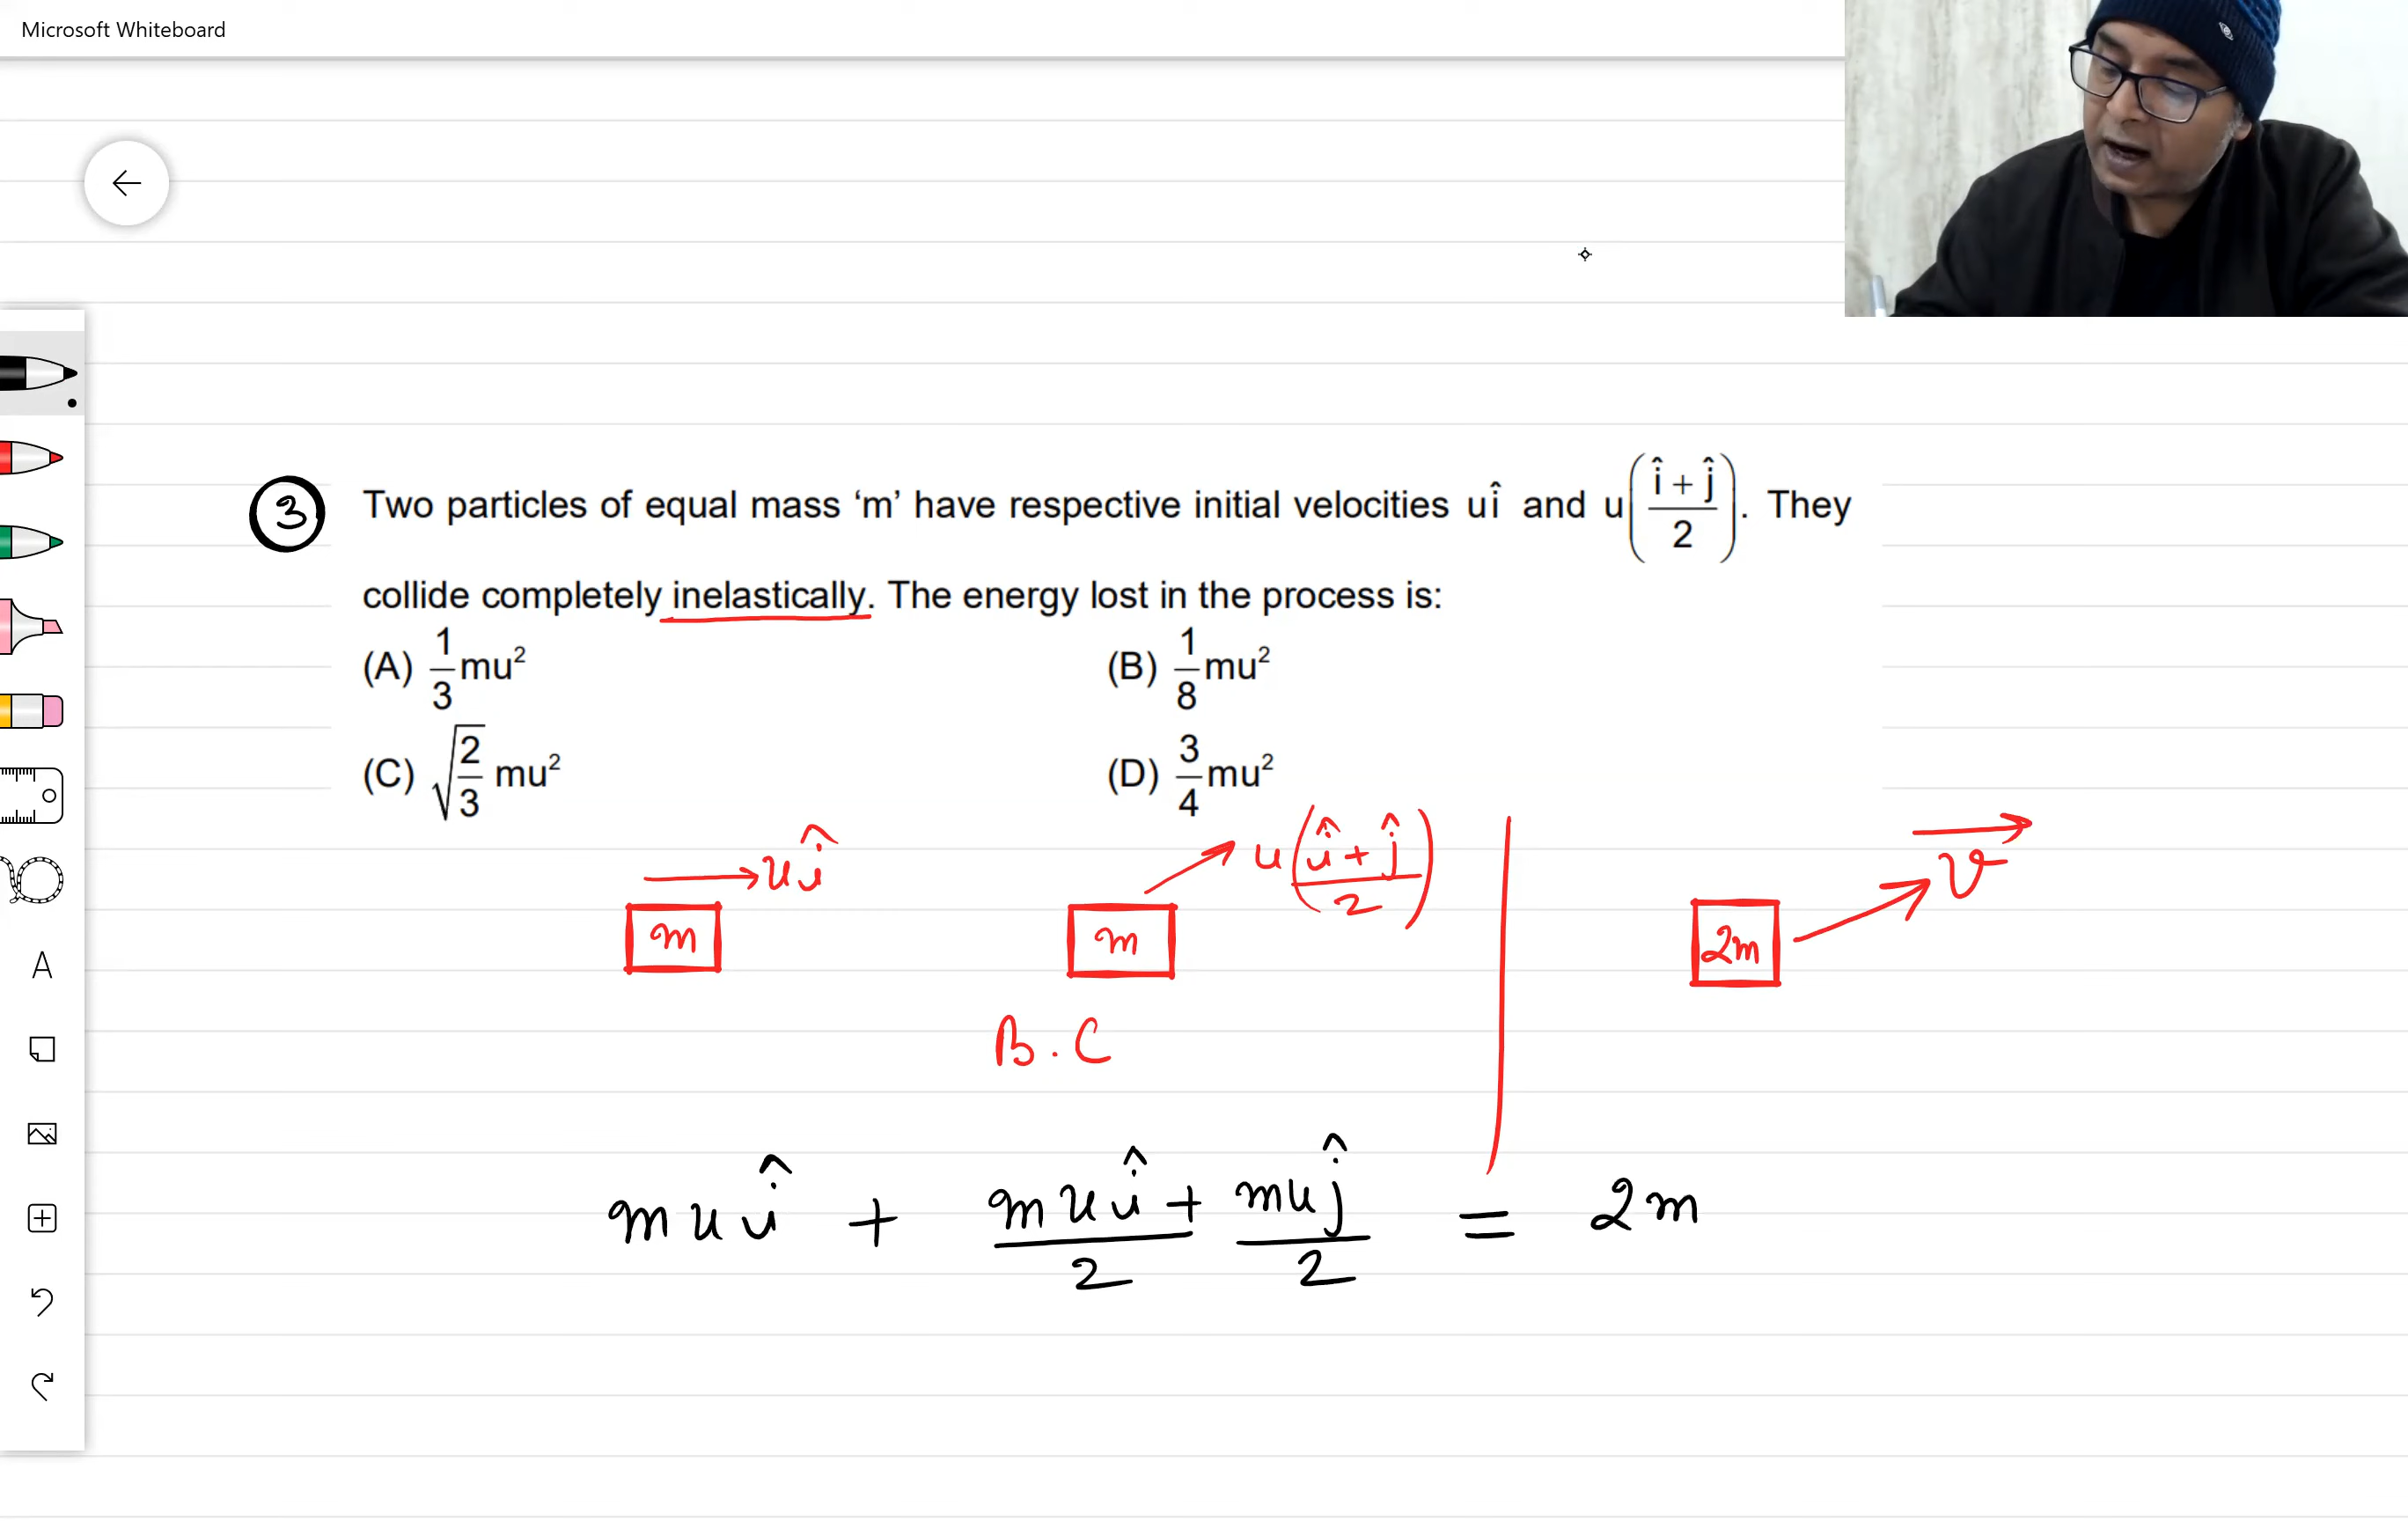 Microsoft Whiteboard
3 Two particles of equal mass ‘m’ have respective initial velocities uî and u((î + ĵ)/2). They
collide completely inelastically. The energy lost in the process is:
(A) 1/3 mu² (B) 1/8 mu²
(C) √(2/3) mu² (D) 3/4 mu²
uî u((î + ĵ)/2) v⃗
m m 2m
B.C
muî + muî/2 + muĵ/2 = 2m
A